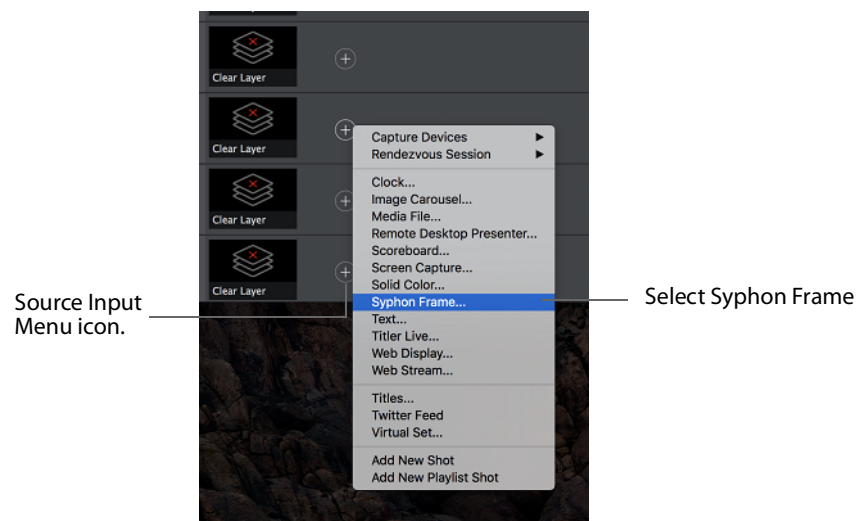 Clear Layer
Clear Layer
Clear Layer
Clear Layer
Capture Devices
Rendezvous Session
Clock...
Image Carousel...
Media File...
Remote Desktop Presenter...
Scoreboard...
Screen Capture...
Solid Color...
Syphon Frame...
Text...
Titler Live...
Web Display...
Web Stream...
Titles...
Twitter Feed
Virtual Set...
Add New Shot
Add New Playlist Shot
Source Input
Menu icon.
Select Syphon Frame